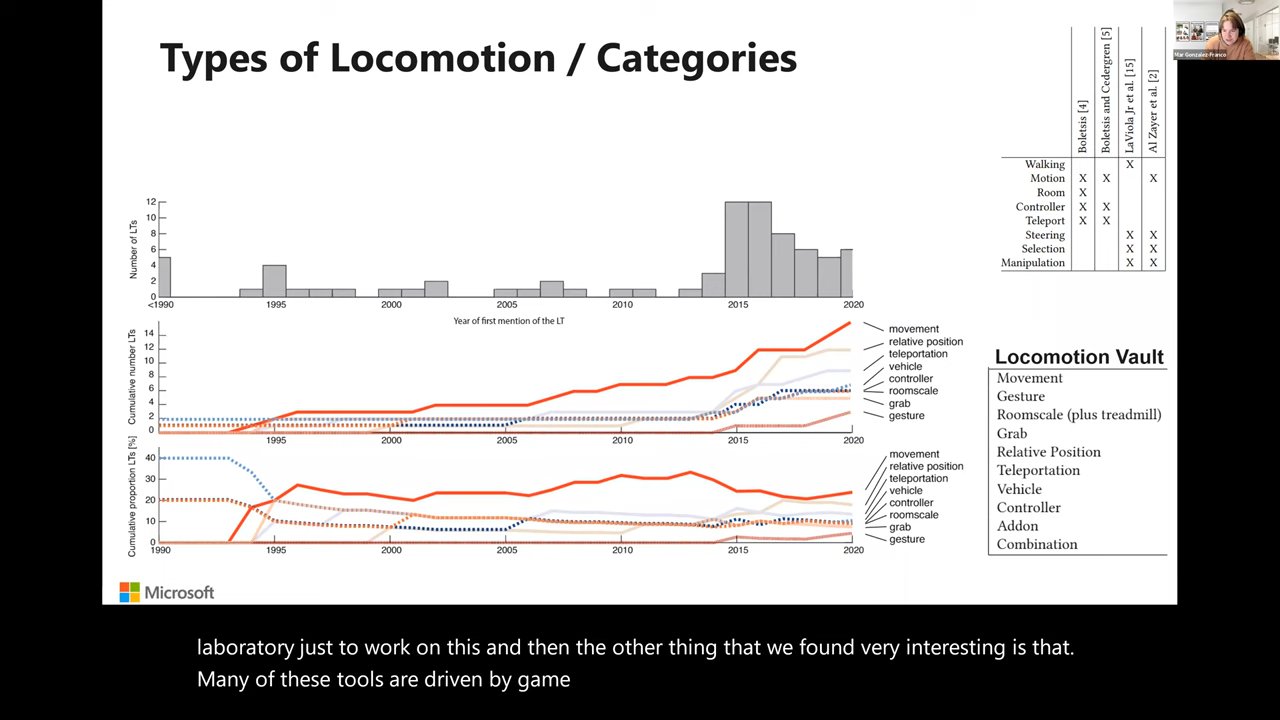 Types of Locomotion / Categories
Mar Gonzalez-Franco
Boletsis [4]
Boletsis and Cedergren [5]
LaViola Jr et al. [15]
Al Zayer et al. [2]
Walking X
Motion X X X
Room X
Controller X X
Teleport X X
Steering X X
Selection X X
Manipulation X X
Number of LTs
12
10
8
6
4
2
0
<1990 1995 2000 2005 2010 2015 2020
Year of first mention of the LT
Cumulative number LTs
14
12
10
8
6
4
2
0
1995 2000 2005 2010 2015 2020
movement
relative position
teleportation
vehicle
controller
roomscale
grab
gesture
Cumulative proportion LTs [%]
40
30
20
10
0
1990 1995 2000 2005 2010 2015 2020
movement
relative position
teleportation
vehicle
controller
roomscale
grab
gesture
Locomotion Vault
Movement
Gesture
Roomscale (plus treadmill)
Grab
Relative Position
Teleportation
Vehicle
Controller
Addon
Combination
Microsoft
laboratory just to work on this and then the other thing that we found very interesting is that.
Many of these tools are driven by game